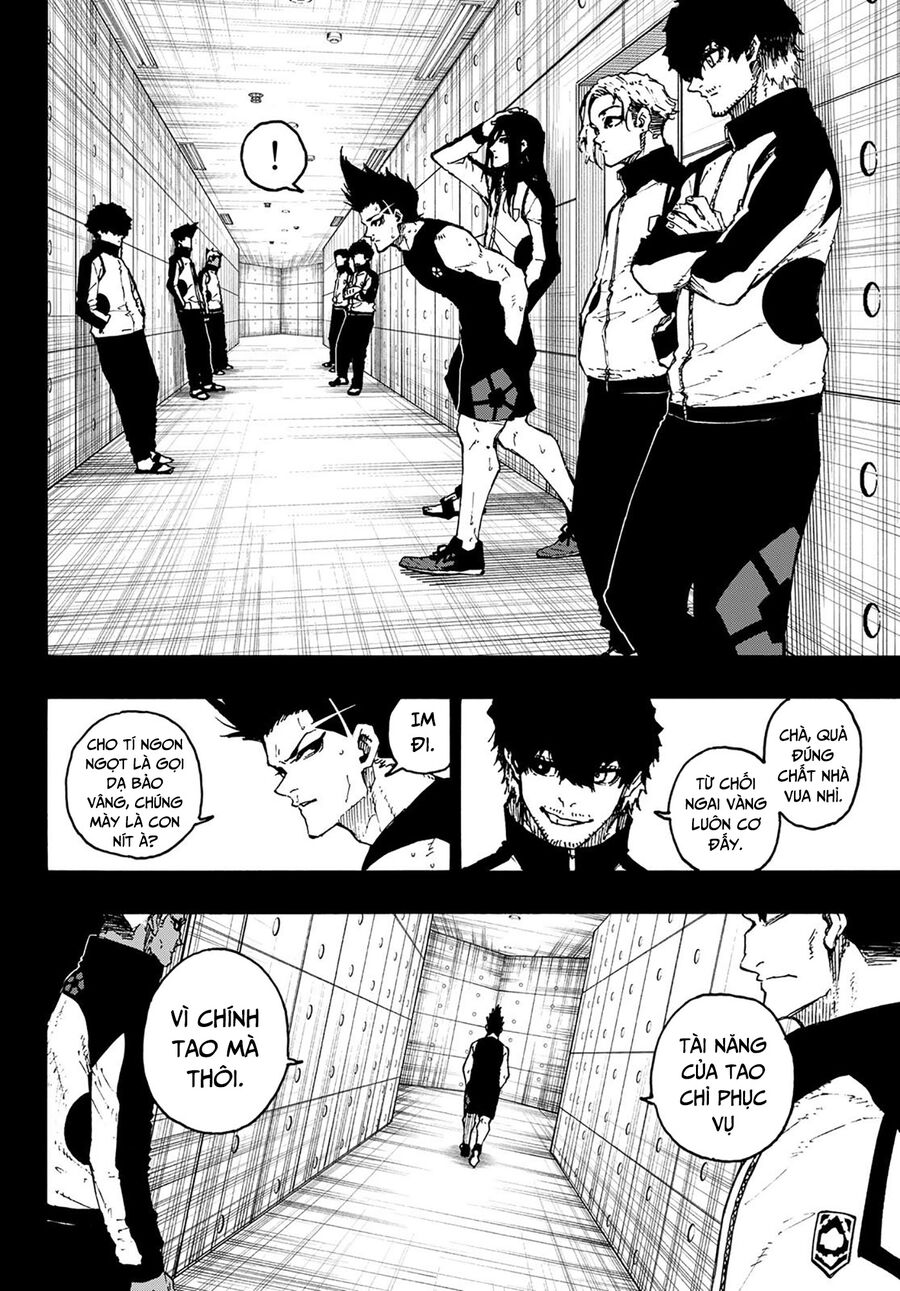 !
CHÀ, QUẢ
ĐÚNG
CHẤT NHÀ
VUA NHỈ.
TỪ CHỐI
NGAI VÀNG
LUÔN CƠ
ĐẤY.
IM
ĐI.
CHO TÍ NGON
NGỌT LÀ GỌI
DẠ BẢO
VÂNG, CHÚNG
MÀY LÀ CON
NÍT À?
TÀI NĂNG
CỦA TAO
CHỈ PHỤC
VỤ
VÌ CHÍNH
TAO MÀ
THÔI.